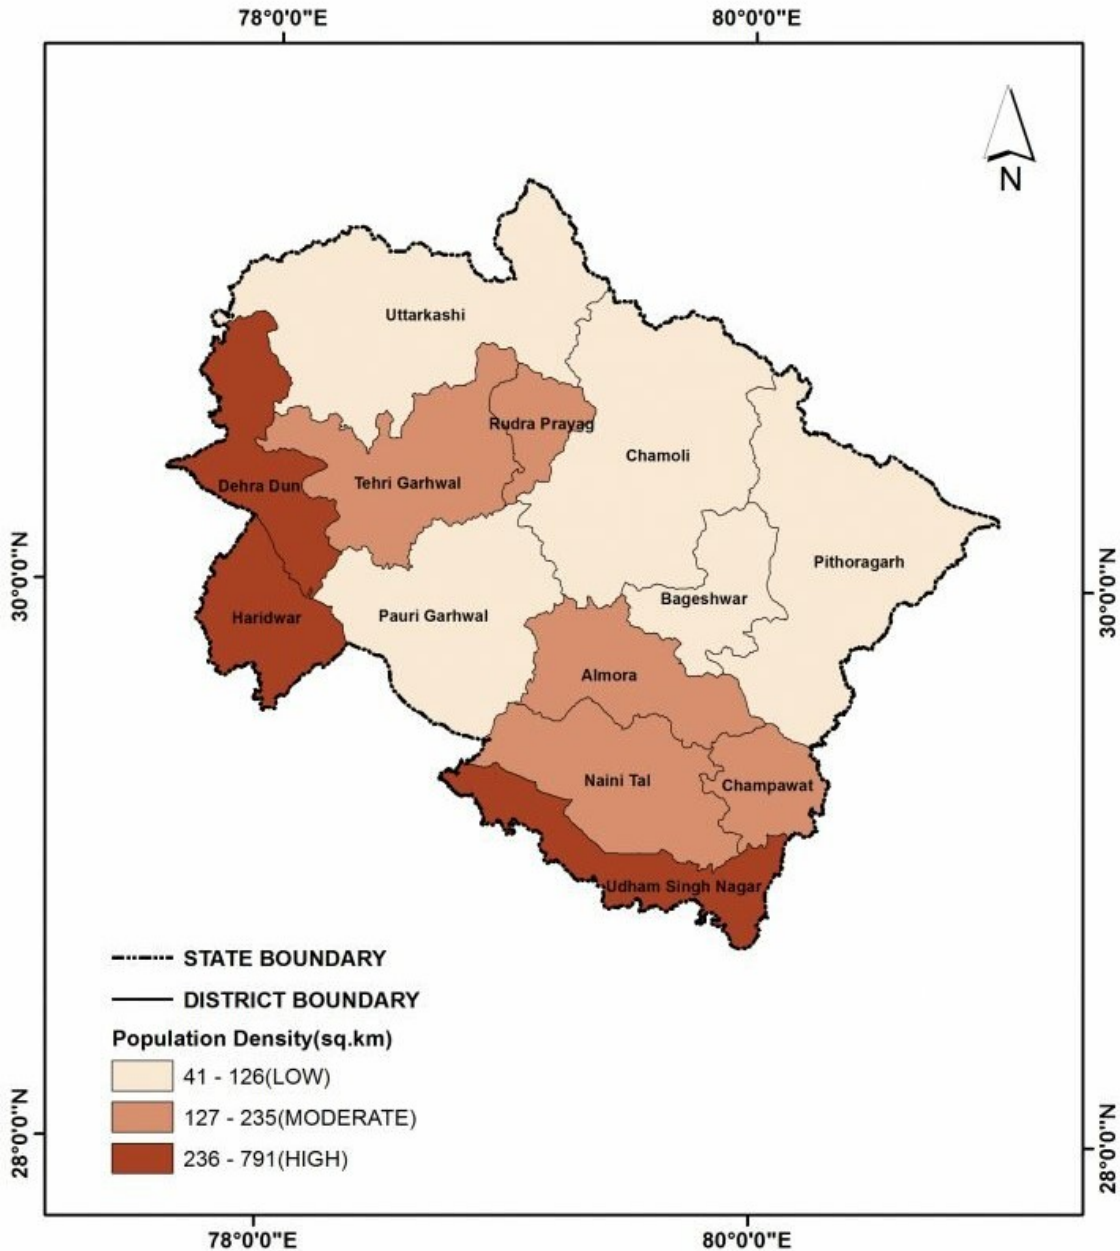 78°0'0"E
80°0'0"E
N
Uttarkashi
Rudra Prayag
Chamoli
Tehri Garhwal
Dehra Dun
30°0'0"N
30°0'0"N
Pithoragarh
Bageshwar
Pauri Garhwal
Haridwar
Almora
Naini Tal
Champawat
Udham Singh Nagar
STATE BOUNDARY
DISTRICT BOUNDARY
Population Density(sq.km)
41 - 126(LOW)
127 - 235(MODERATE)
236 - 791(HIGH)
28°0'0"N
28°0'0"N
78°0'0"E
80°0'0"E